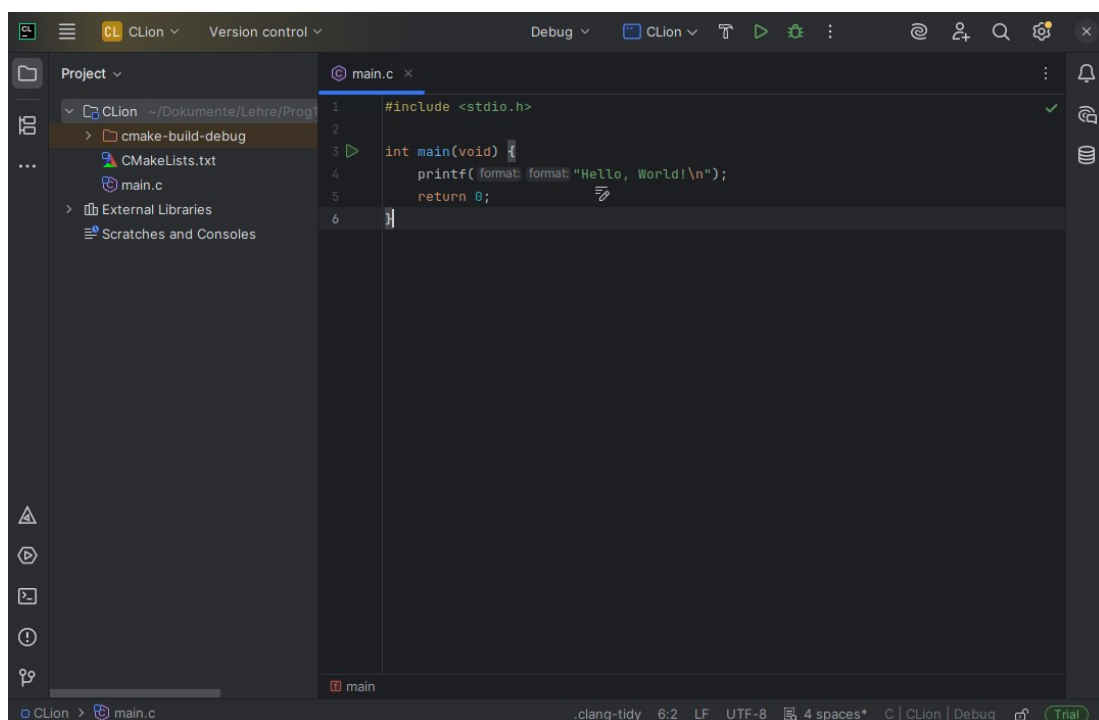 CL CL CLion Version control Debug CLion
Project
main.c
CLion ~/Dokumente/Lehre/Prog1
cmake-build-debug
CMakeLists.txt
main.c
External Libraries
Scratches and Consoles
1 #include <stdio.h>
2
3 int main(void) {
4 printf( format: format: "Hello, World!\n");
5 return 0;
6 }
main
CLion > main.c .clang-tidy 6:2 LF UTF-8 4 spaces* C | CLion | Debug Trial